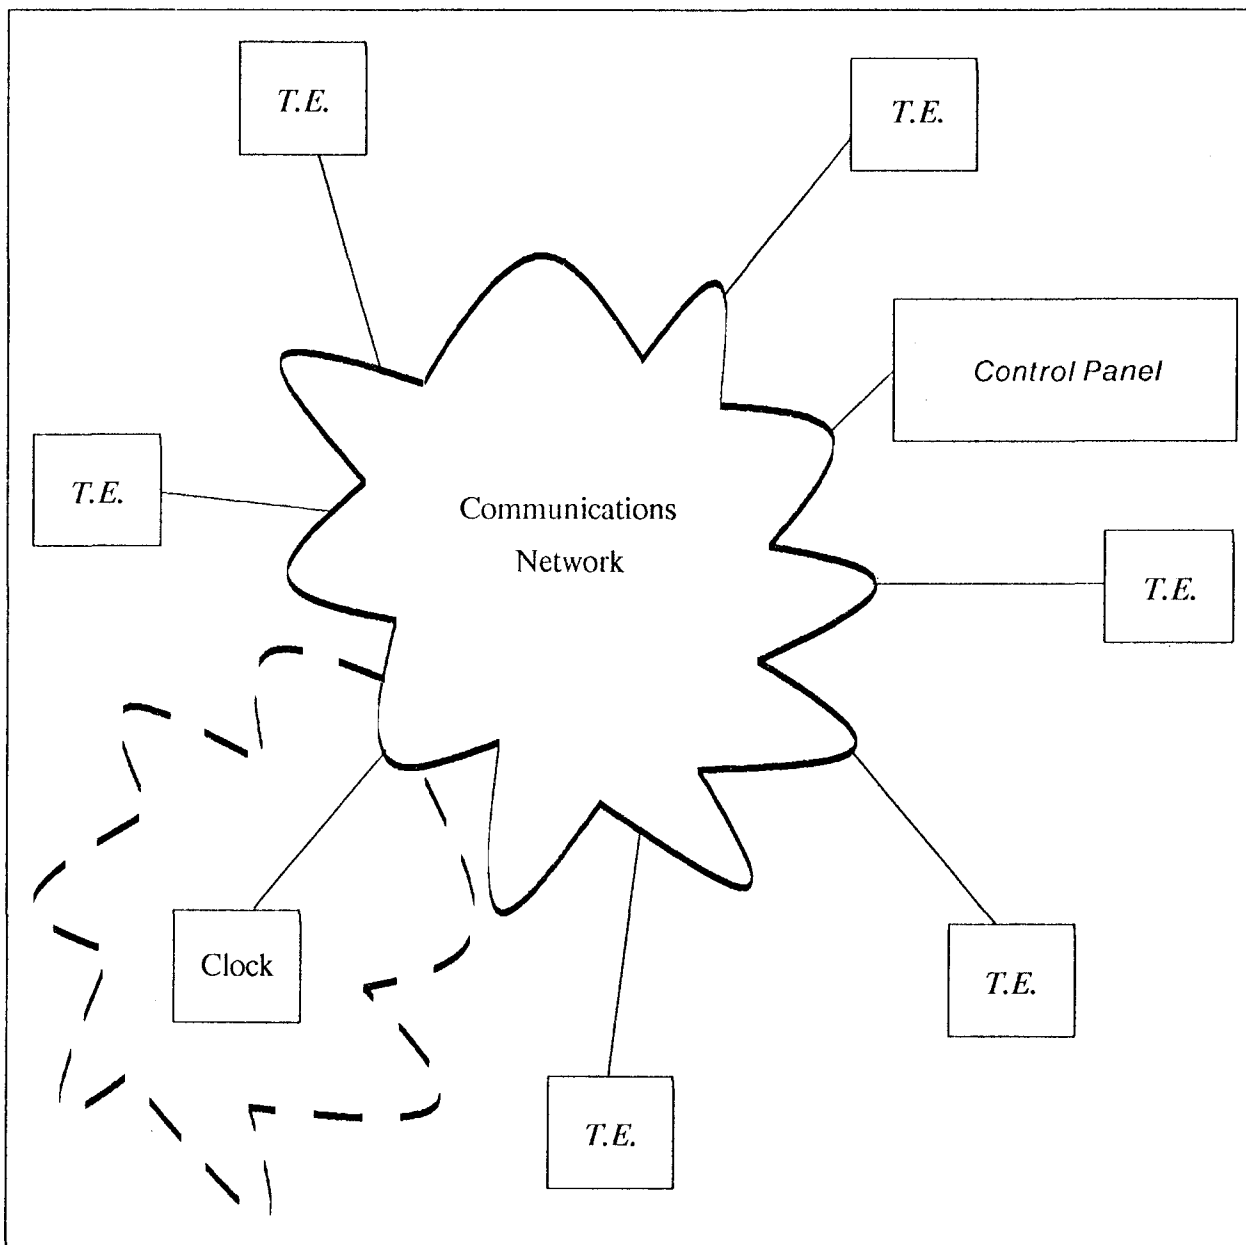 T.E.
T.E.
Control Panel
T.E.
Communications
Network
T.E.
Clock
T.E.
T.E.